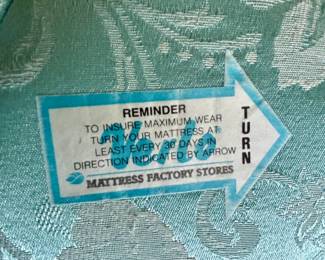 REMINDER
TO INSURE MAXIMUM WEAR
TURN YOUR MATTRESS AT
LEAST EVERY 30 DAYS IN
DIRECTION INDICATED BY ARROW
MATTRESS FACTORY STORES
TURN